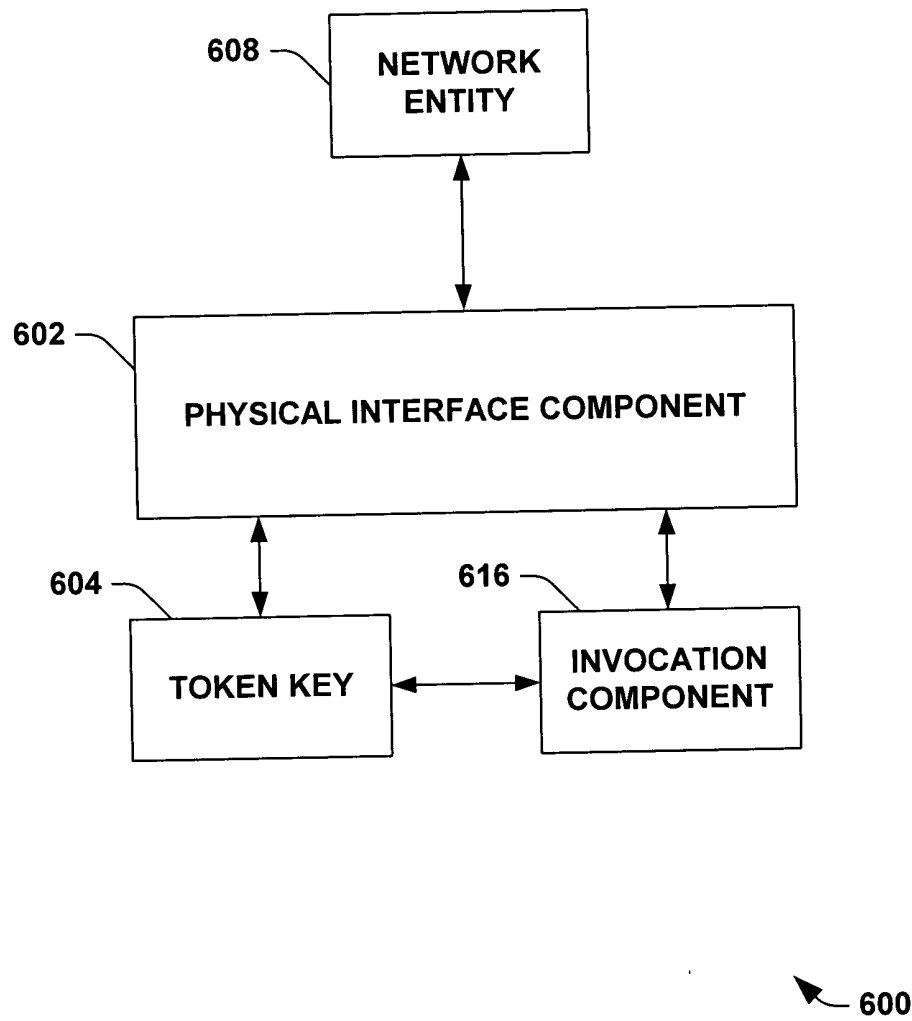 608
NETWORK
ENTITY
602
PHYSICAL INTERFACE COMPONENT
604
616
TOKEN KEY
INVOCATION
COMPONENT
600